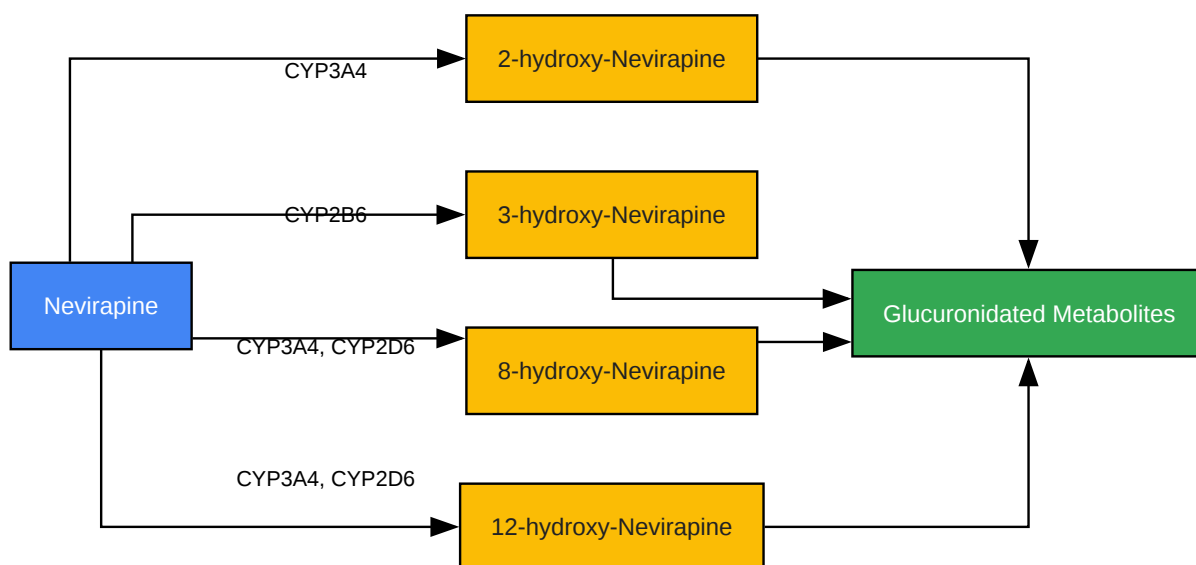 2-hydroxy-Nevirapine
CYP3A4
CYP2B6
3-hydroxy-Nevirapine
Nevirapine
Glucuronidated Metabolites
CYP3A4, CYP2D6
8-hydroxy-Nevirapine
CYP3A4, CYP2D6
12-hydroxy-Nevirapine